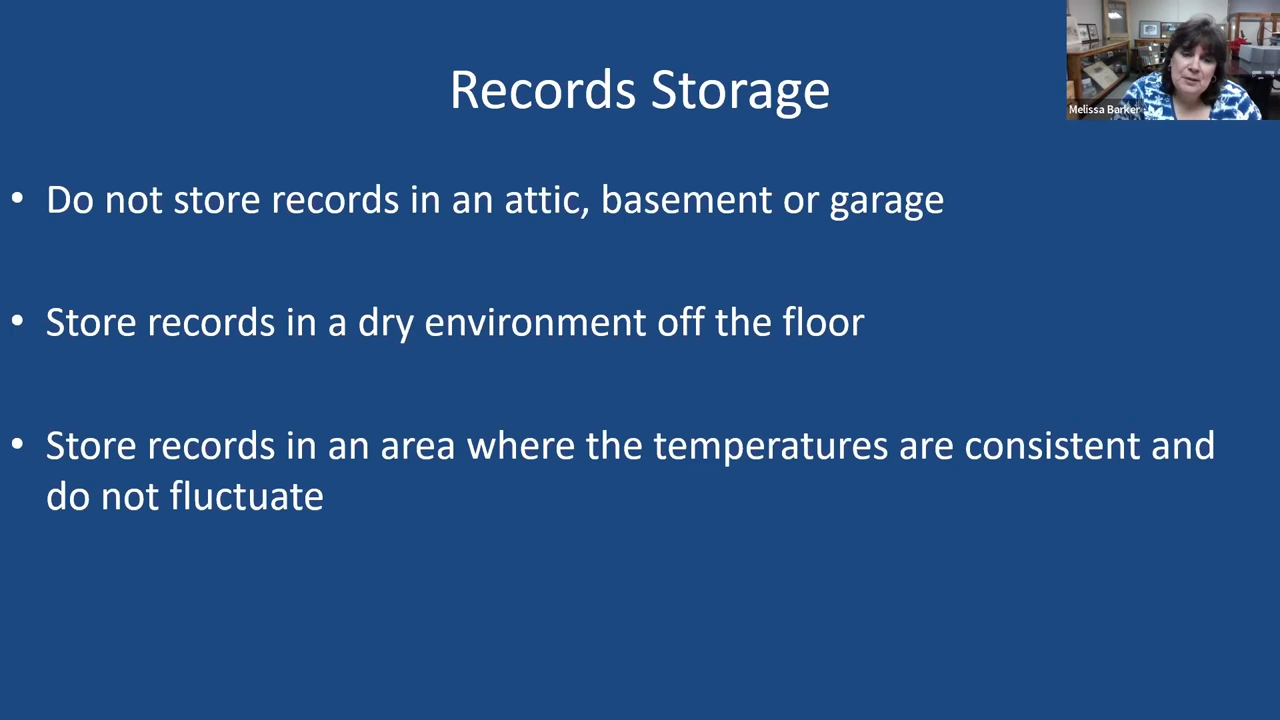 Records Storage
Melissa Barker
• Do not store records in an attic, basement or garage
• Store records in a dry environment off the floor
• Store records in an area where the temperatures are consistent and
do not fluctuate